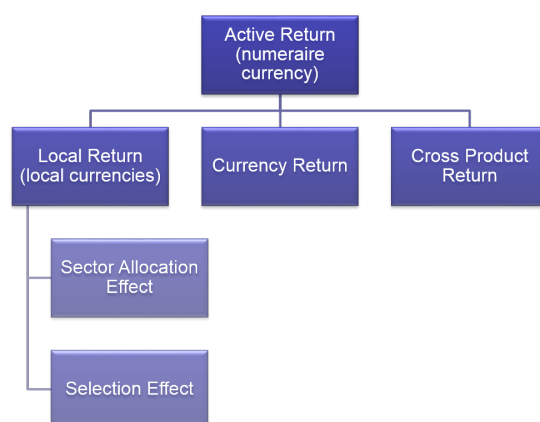 Active Return
(numeraire
currency)
Local Return
(local currencies)
Currency Return
Cross Product
Return
Sector Allocation
Effect
Selection Effect